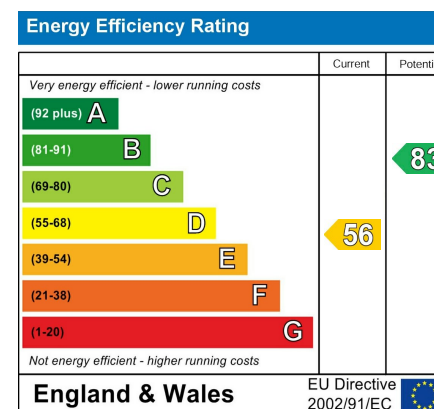 Energy Efficiency Rating
Current Potenti
Very energy efficient - lower running costs
(92 plus) A
(81-91) B
83
(69-80) C
(55-68) D
56
(39-54) E
(21-38) F
(1-20) G
Not energy efficient - higher running costs
England & Wales
EU Directive
2002/91/EC